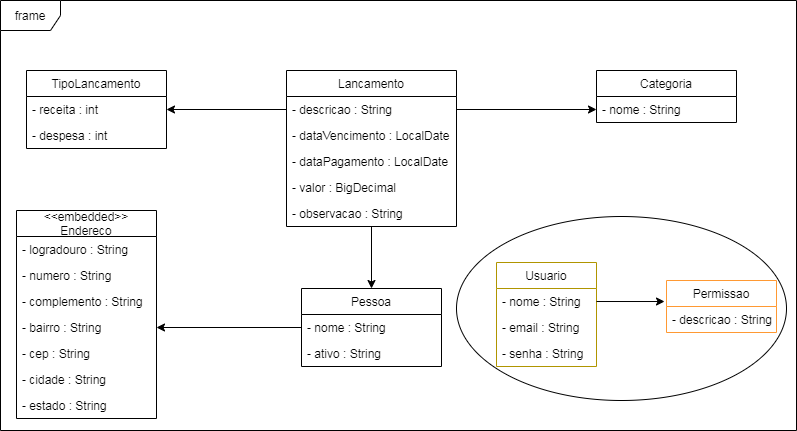 frame
TipoLancamento
- receita : int
- despesa : int
Lancamento
- descricao : String
- dataVencimento : LocalDate
- dataPagamento : LocalDate
- valor : BigDecimal
- observacao : String
Categoria
- nome : String
<<embedded>>
Endereco
- logradouro : String
- numero : String
- complemento : String
- bairro : String
- cep : String
- cidade : String
- estado : String
Pessoa
- nome : String
- ativo : String
Usuario
- nome : String
- email : String
- senha : String
Permissao
- descricao : String